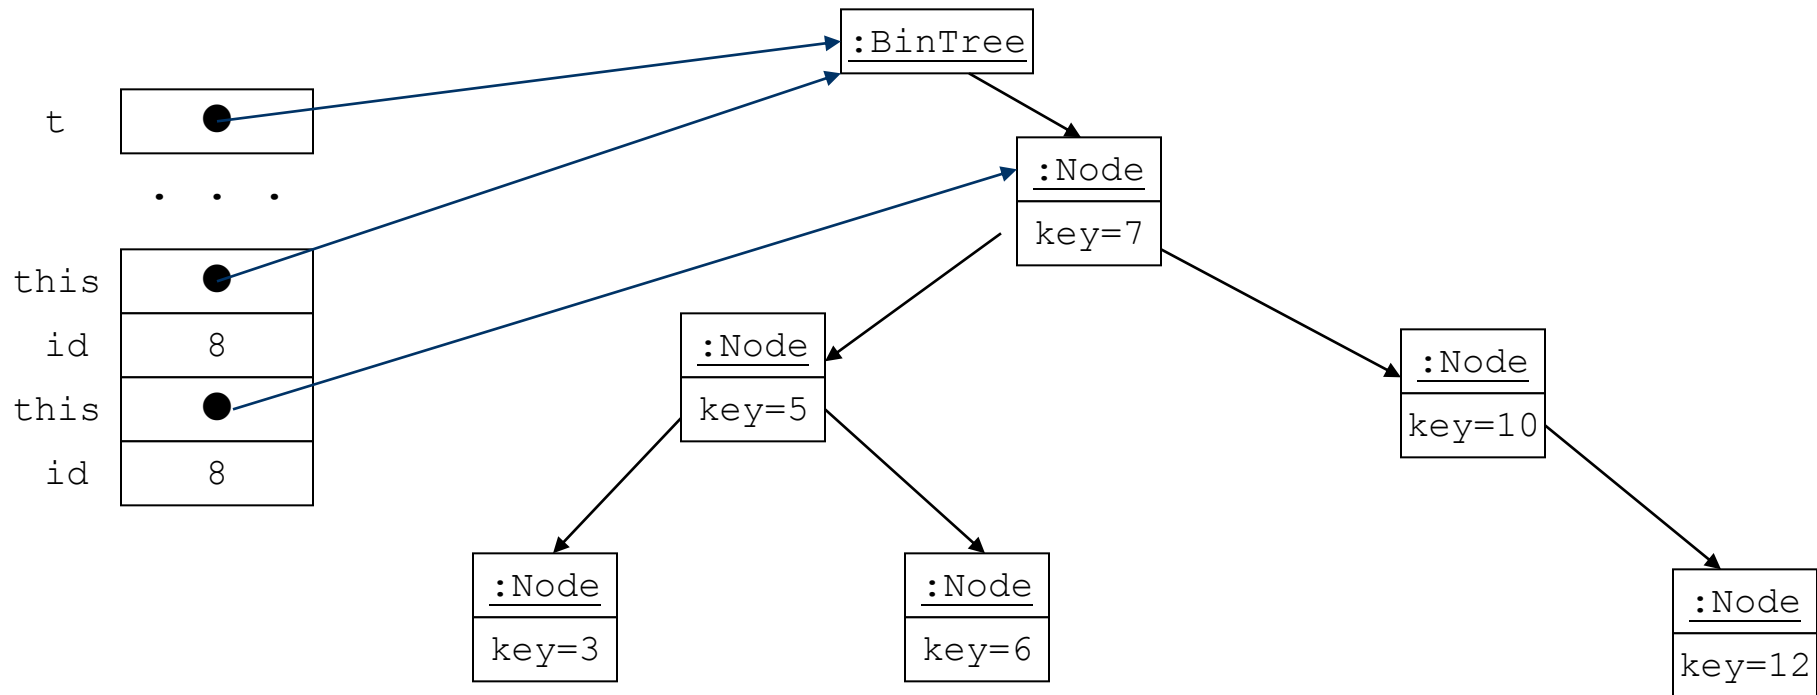 :BinTree
t
. . .
:Node
key=7
this
id 8
this
id 8
:Node
key=5
:Node
key=10
:Node
key=3
:Node
key=6
:Node
key=12